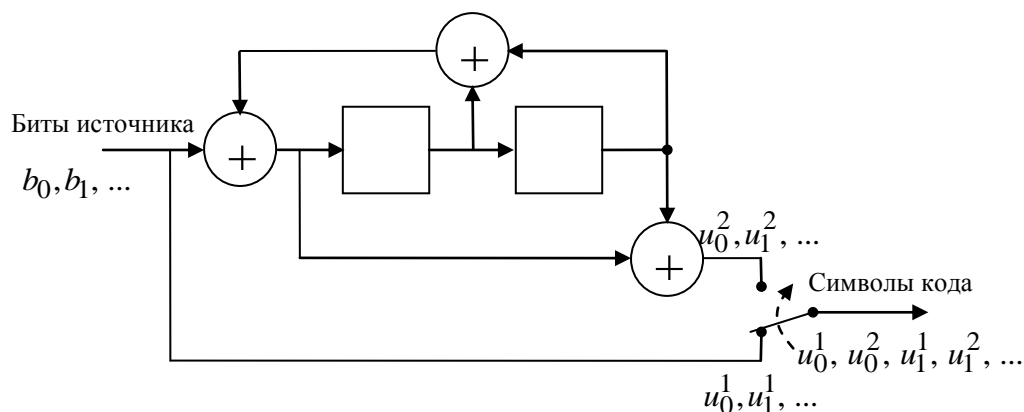 +
Биты источника
+
b₀, b₁, ...
u₀², u₁², ...
+
Символы кода
u₀¹, u₀², u₁¹, u₁², ...
u₀¹, u₁¹, ...